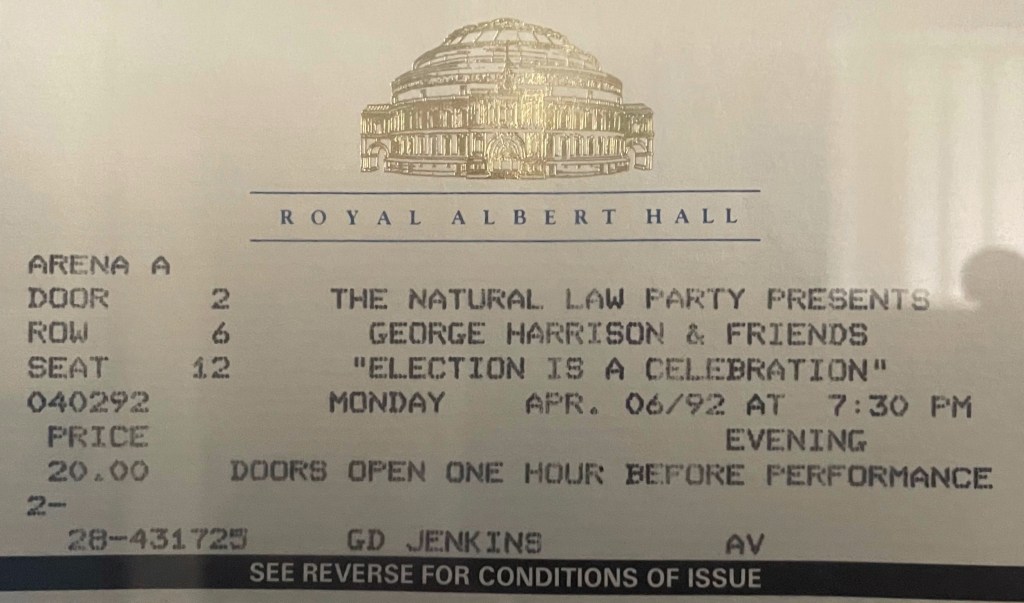 ROYAL ALBERT HALL
ARENA A
DOOR 2 THE NATURAL LAW PARTY PRESENTS
ROW 6 GEORGE HARRISON & FRIENDS
SEAT 12 "ELECTION IS A CELEBRATION"
040292 MONDAY APR. 06/92 AT 7:30 PM
PRICE EVENING
20.00 DOORS OPEN ONE HOUR BEFORE PERFORMANCE
2-
28-431725 GD JENKINS AV
SEE REVERSE FOR CONDITIONS OF ISSUE